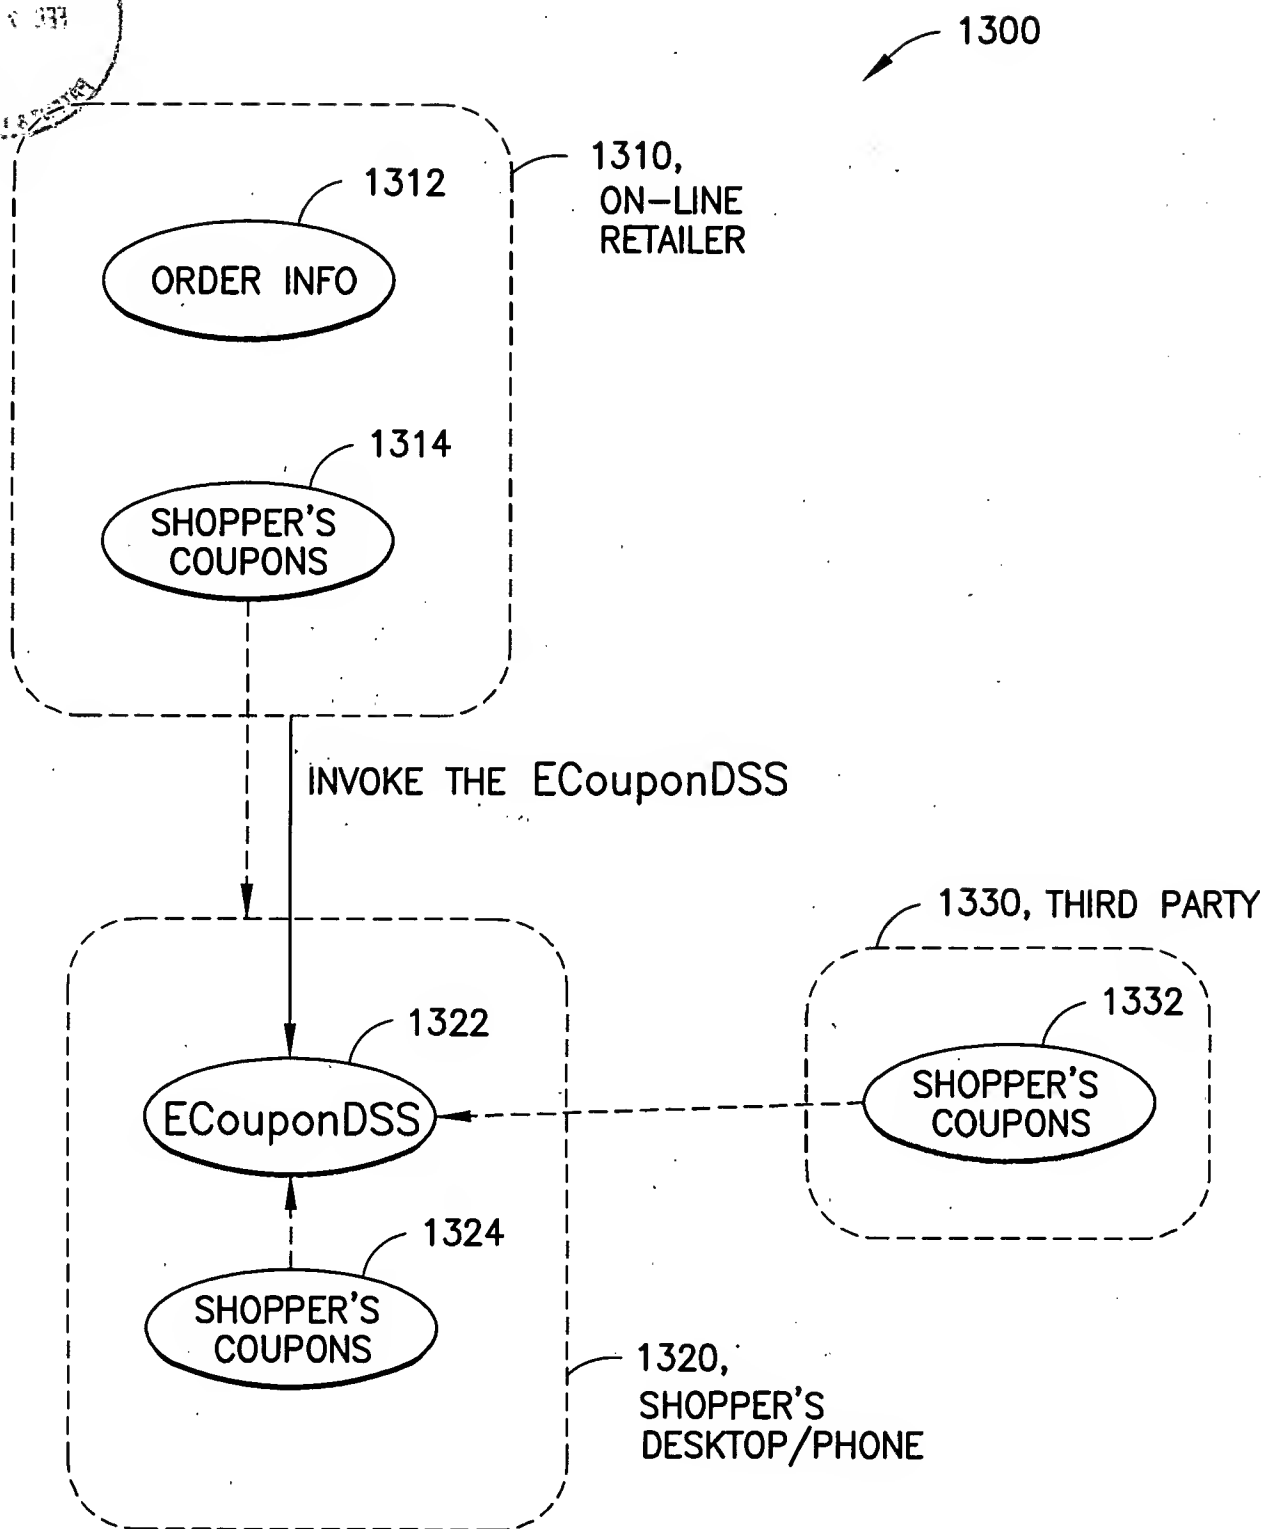 1300
1310,
ON-LINE
RETAILER
1312
ORDER INFO
1314
SHOPPER'S
COUPONS
INVOKE THE ECouponDSS
1330, THIRD PARTY
1332
SHOPPER'S
COUPONS
1322
ECouponDSS
1324
SHOPPER'S
COUPONS
1320,
SHOPPER'S
DESKTOP/PHONE